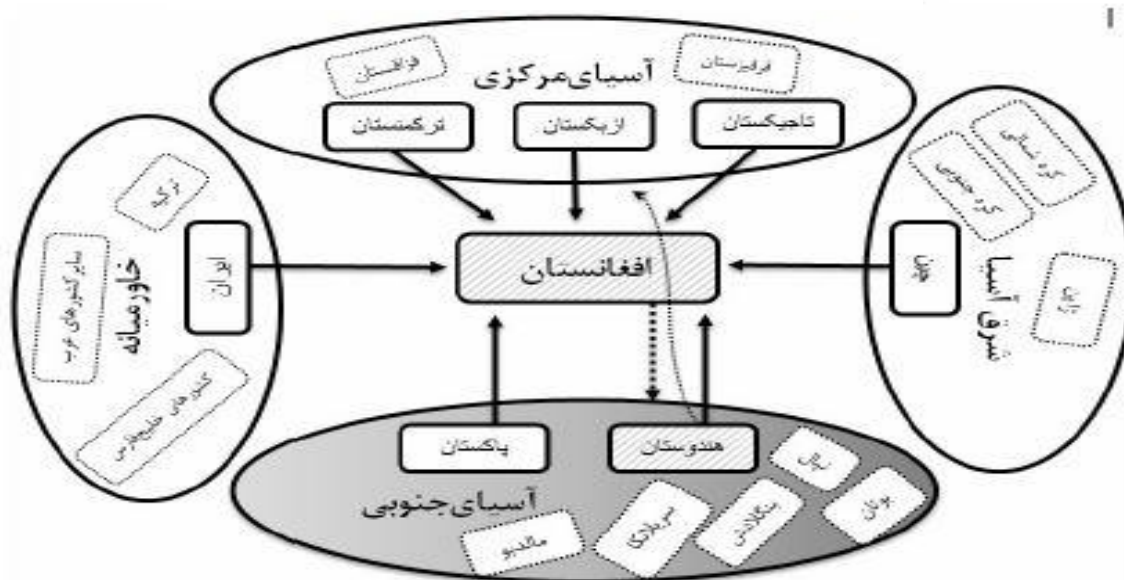 آسیای مرکزی
قزاقستان
قرقیزستان
ترکمنستان
ازبکستان
تاجیکستان
خاورمیانه
ترکیه
ایران
سایر کشورهای عرب
کشورهای خلیج‌فارس
افغانستان
شرق آسیا
کره شمالی
کره جنوبی
چین
ژاپن
آسیای جنوبی
پاکستان
هندوستان
نپال
بوتان
بنگلادش
سریلانکا
مالدیو